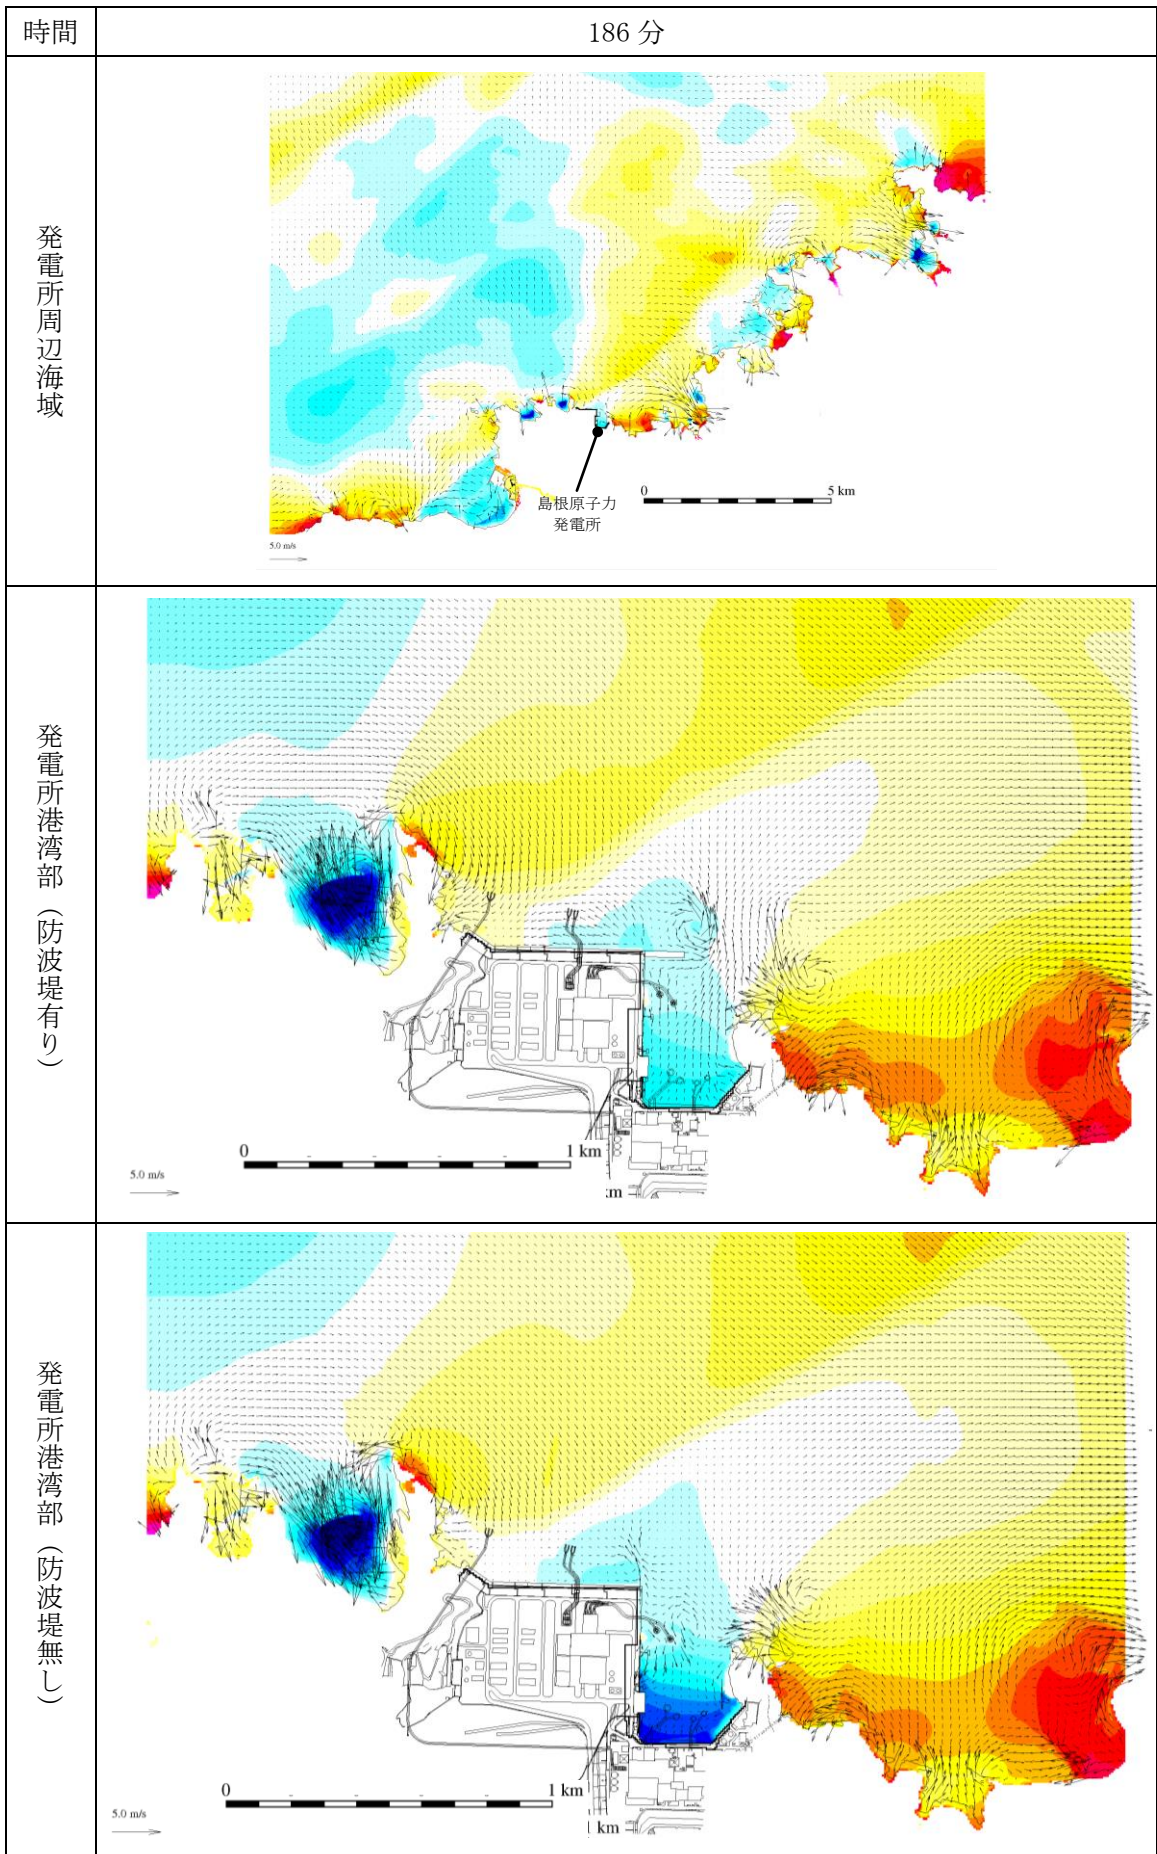 時間
186 分
発電所周辺海域
島根原子力
発電所
0
5 km
5.0 m/s
発電所港湾部（防波堤有り）
0
1 km
5.0 m/s
発電所港湾部（防波堤無し）
0
1 km
5.0 m/s
km